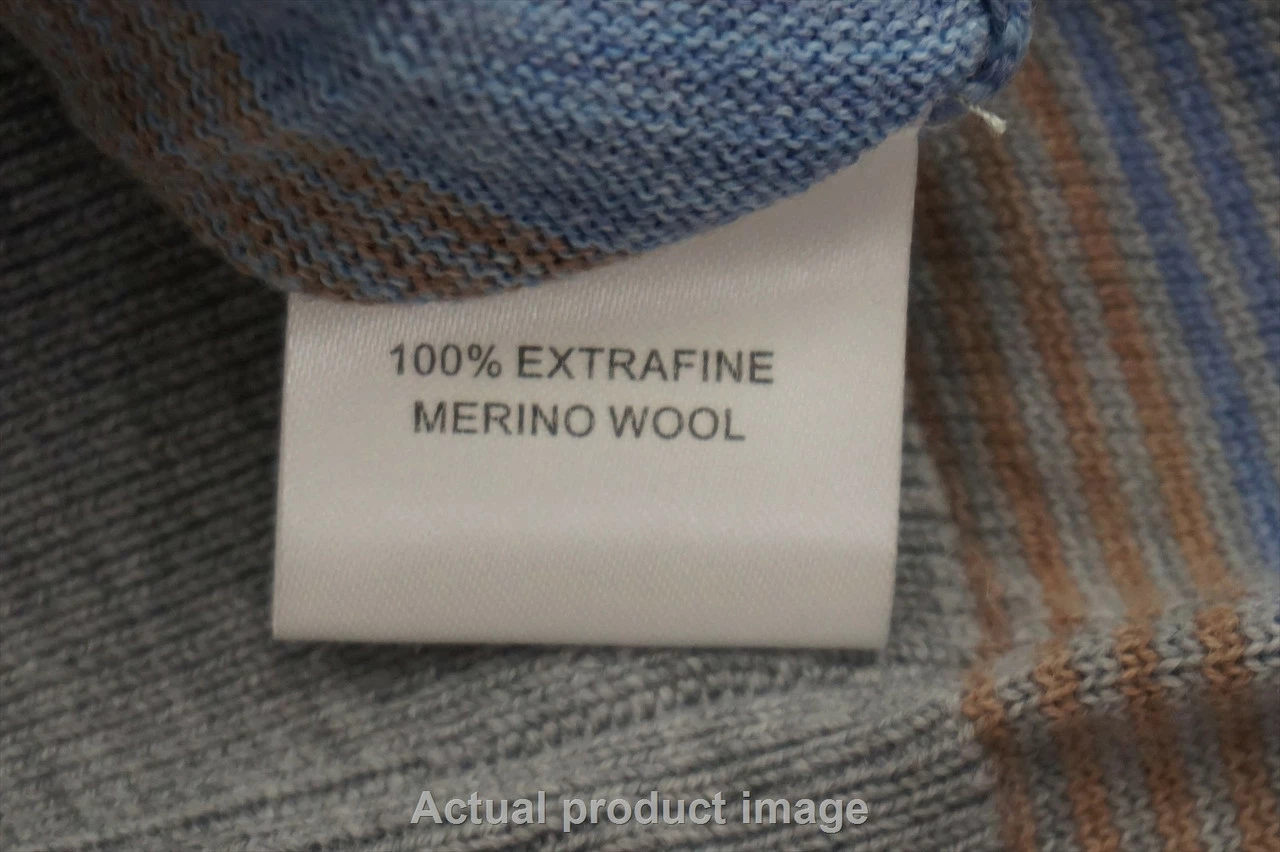 100% EXTRAFINE
MERINO WOOL
Actual product image